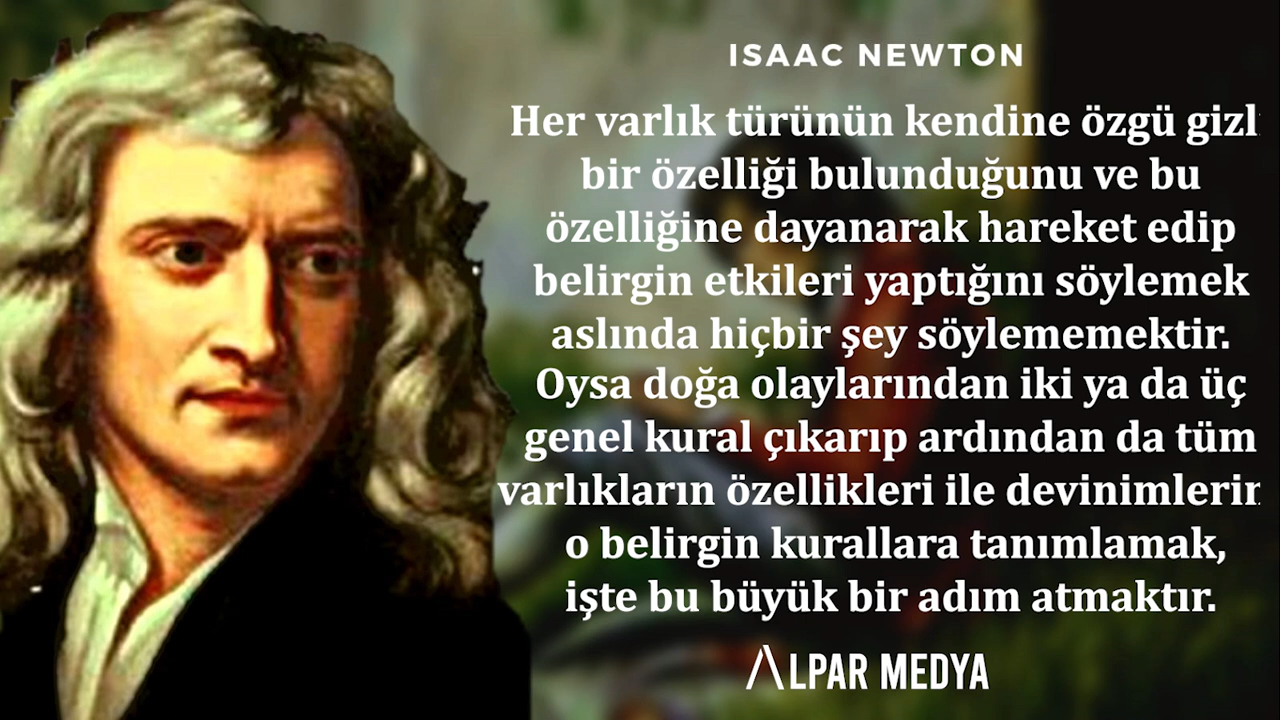 ISAAC NEWTON
Her varlık türünün kendine özgü gizl
bir özelliği bulunduğunu ve bu
özelliğine dayanarak hareket edip
belirgin etkileri yaptığını söylemek
aslında hiçbir şey söylememektir.
Oysa doğa olaylarından iki ya da üç
genel kural çıkarıp ardından da tüm
varlıkların özellikleri ile devinimlerin
o belirgin kurallara tanımlamak,
işte bu büyük bir adım atmaktır.
ALPAR MEDYA